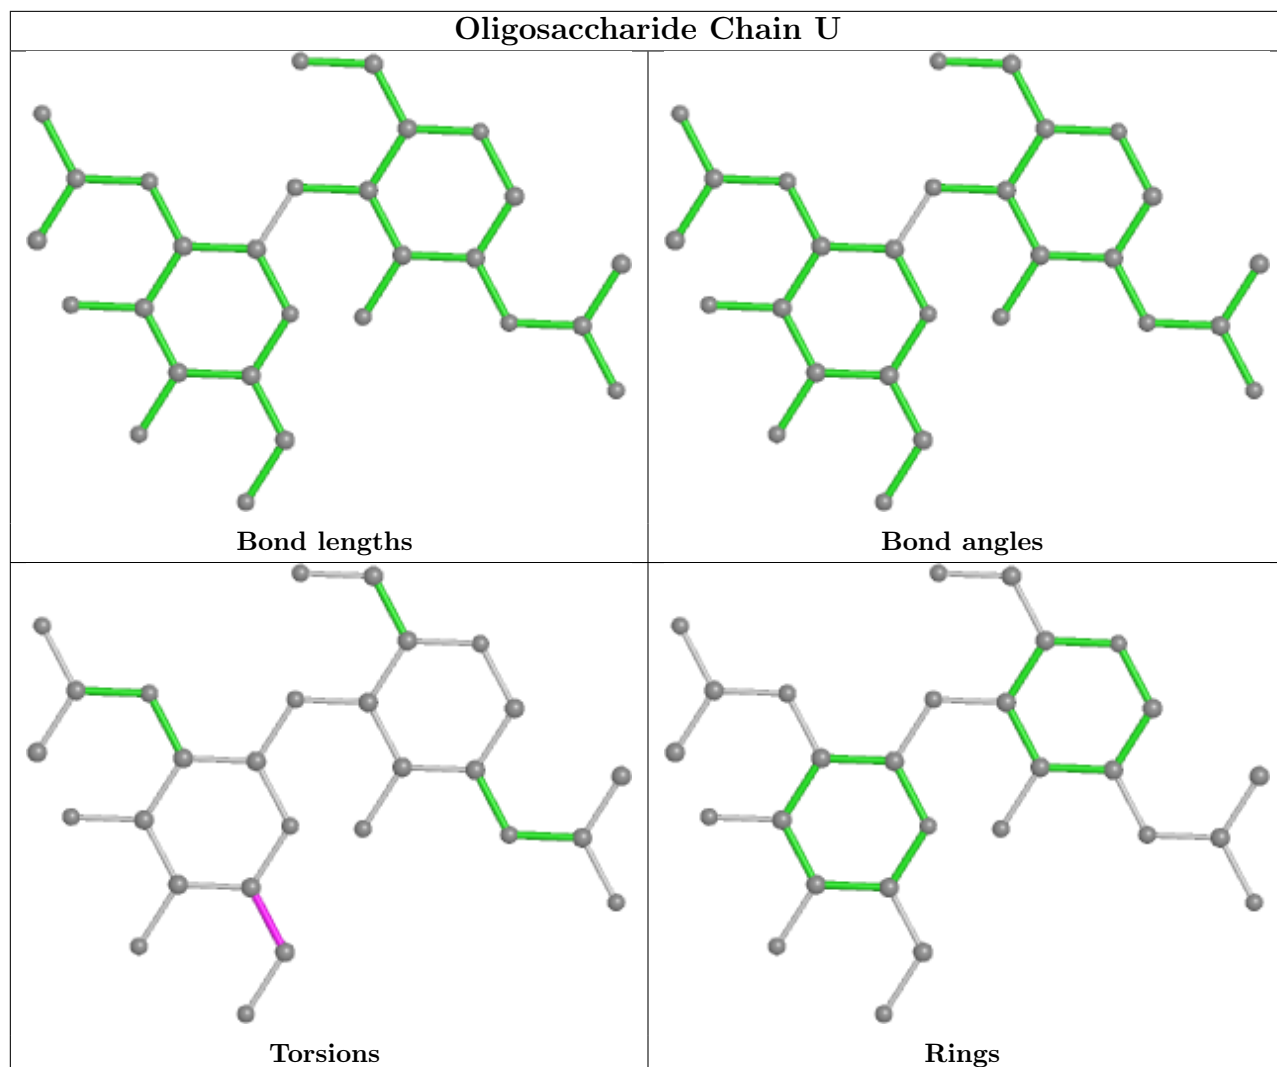 Oligosaccharide Chain U
Bond lengths
Bond angles
Torsions
Rings